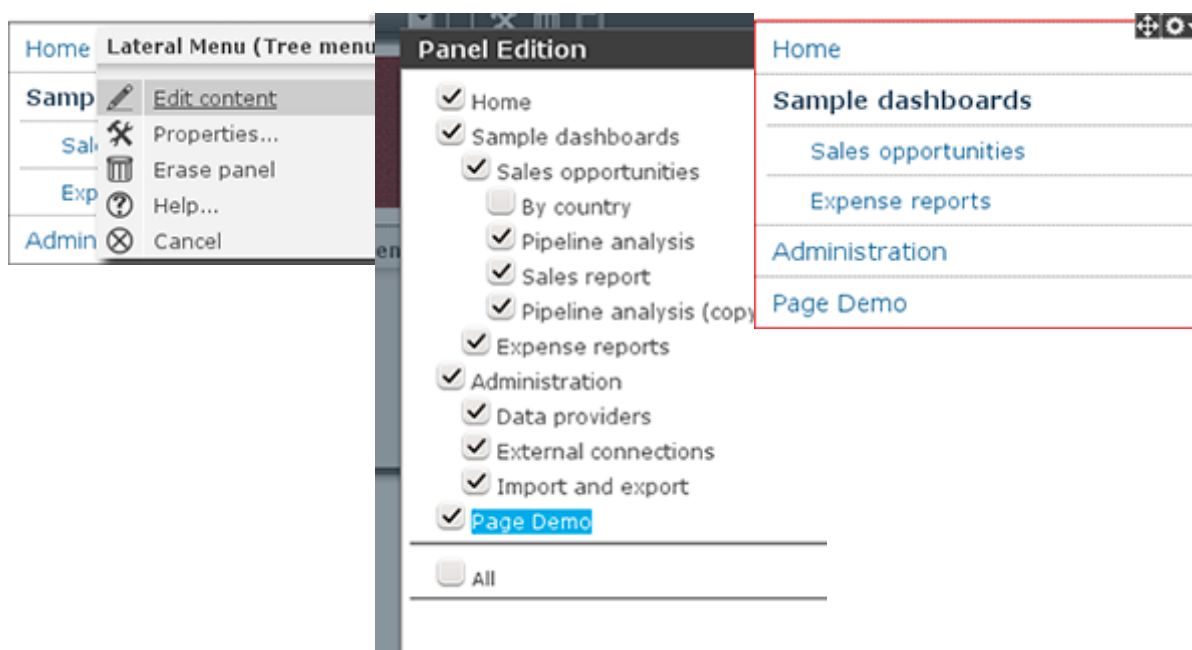 Home
Lateral Menu (Tree menu
Samp
Edit content
Properties...
Erase panel
Exp
Help...
Admin
Cancel
Panel Edition
Home
Sample dashboards
Sales opportunities
By country
Pipeline analysis
Sales report
Pipeline analysis (copy
Expense reports
Administration
Data providers
External connections
Import and export
Page Demo
All
Home
Sample dashboards
Sales opportunities
Expense reports
Administration
Page Demo